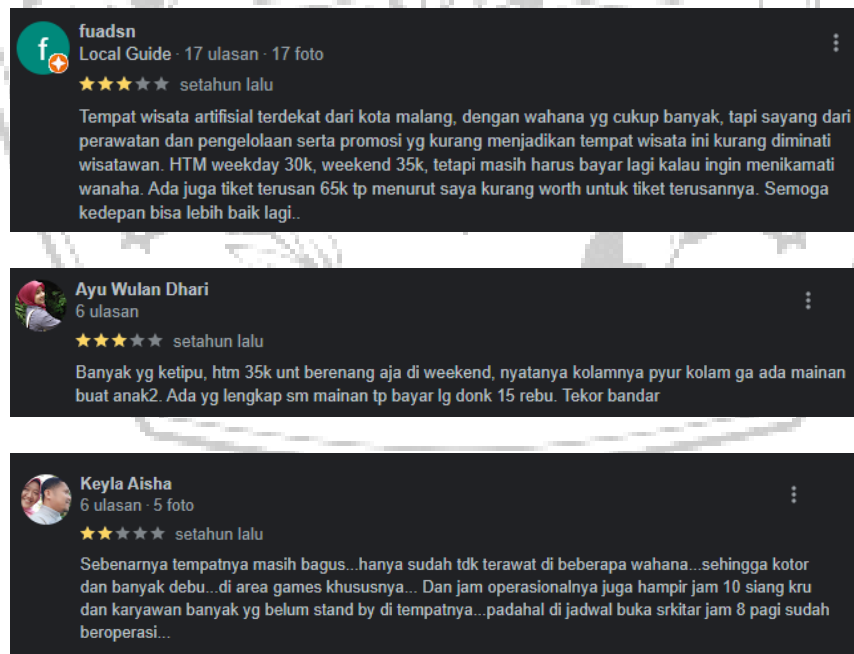 fuadsn
Local Guide · 17 ulasan · 17 foto
setahun lalu
Tempat wisata artifisial terdekat dari kota malang, dengan wahana yg cukup banyak, tapi sayang dari
perawatan dan pengelolaan serta promosi yg kurang menjadikan tempat wisata ini kurang diminati
wisatawan. HTM weekday 30k, weekend 35k, tetapi masih harus bayar lagi kalau ingin menikamati
wanaha. Ada juga tiket terusan 65k tp menurut saya kurang worth untuk tiket terusannya. Semoga
kedepan bisa lebih baik lagi..
Ayu Wulan Dhari
6 ulasan
setahun lalu
Banyak yg ketipu, htm 35k unt berenang aja di weekend, nyatanya kolamnya pyur kolam ga ada mainan
buat anak2. Ada yg lengkap sm mainan tp bayar lg donk 15 rebu. Tekor bandar
Keyla Aisha
6 ulasan · 5 foto
setahun lalu
Sebenarnya tempatnya masih bagus...hanya sudah tdk terawat di beberapa wahana...sehingga kotor
dan banyak debu...di area games khususnya... Dan jam operasionalnya juga hampir jam 10 siang kru
dan karyawan banyak yg belum stand by di tempatnya...padahal di jadwal buka srkitar jam 8 pagi sudah
beroperasi...